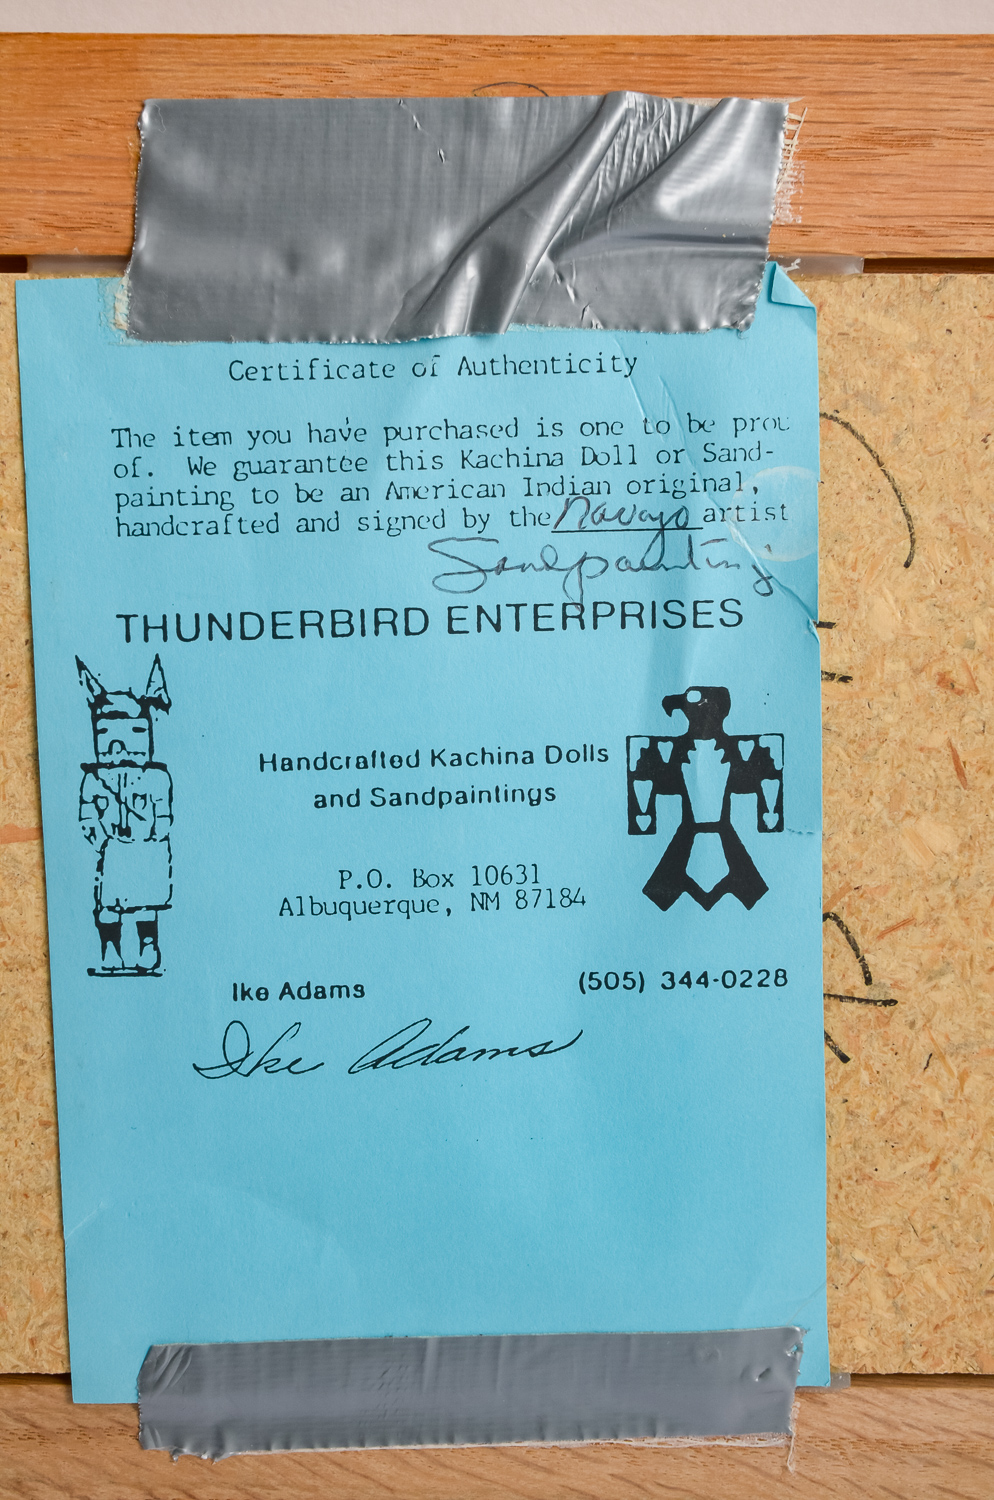 Certificate of Authenticity
The item you have purchased is one to be prou
of. We guarantee this Kachina Doll or Sand-
painting to be an American Indian original,
handcrafted and signed by the Navajo artist
Sandpainting
THUNDERBIRD ENTERPRISES
Handcrafted Kachina Dolls
and Sandpaintings
P.O. Box 10631
Albuquerque, NM 87184
Ike Adams
(505) 344-0228
Ike Adams